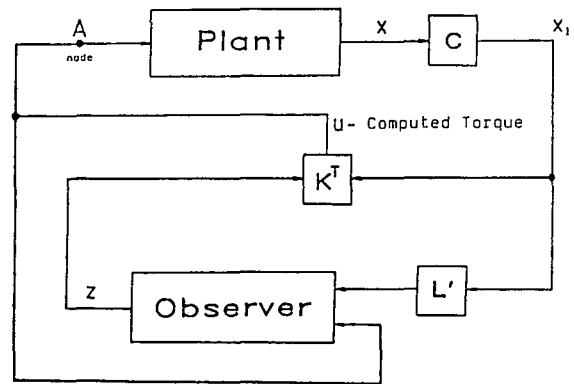 A
node
Plant
X
C
X₁
U- Computed Torque
K^T
Z
Observer
L'